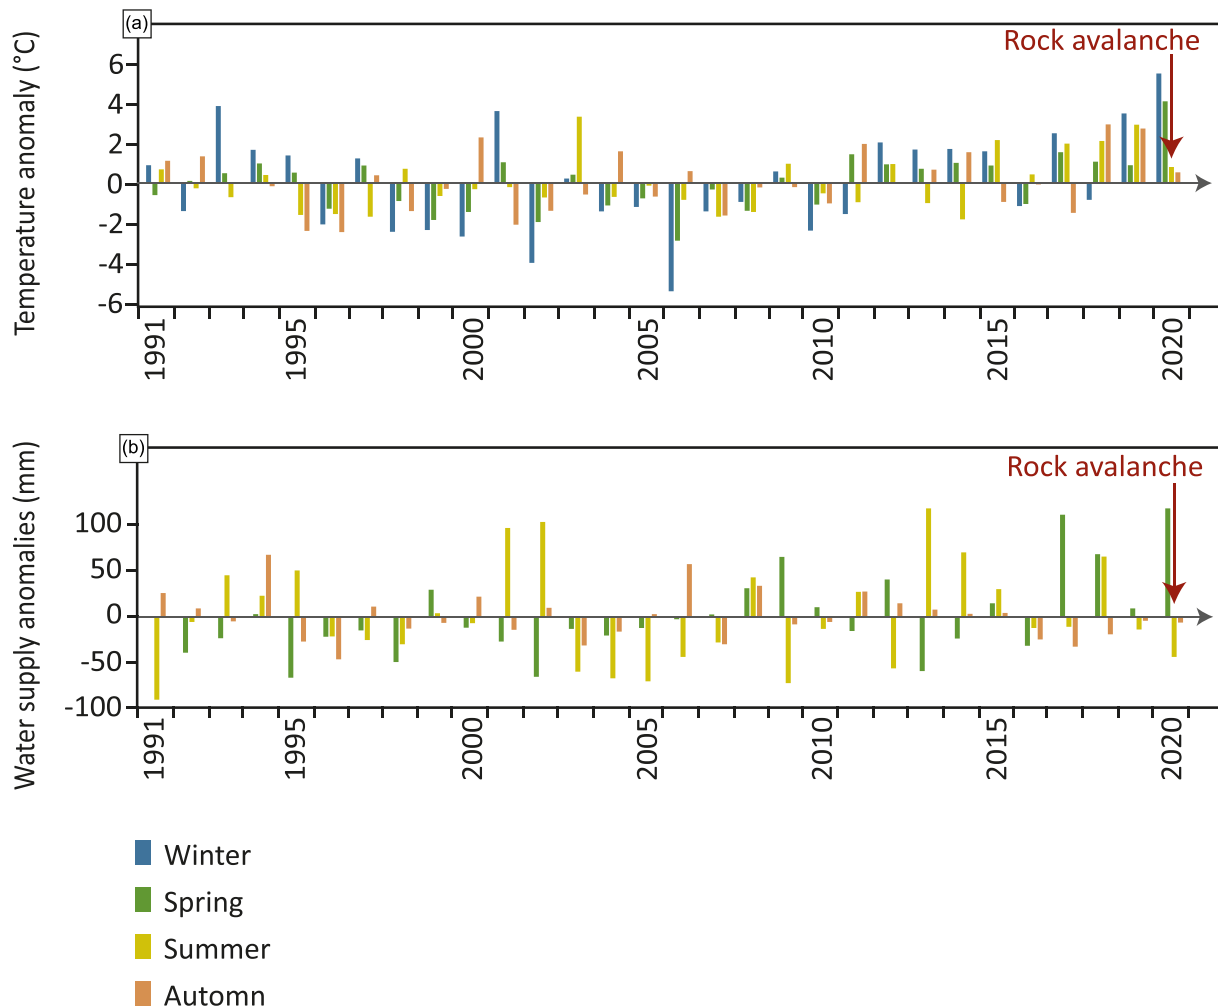 (a)
Rock avalanche
Temperature anomaly (°C)
6
4
2
0
-2
-4
-6
1991
1995
2000
2005
2010
2015
2020
(b)
Rock avalanche
Water supply anomalies (mm)
100
50
0
-50
-100
1991
1995
2000
2005
2010
2015
2020
Winter
Spring
Summer
Automn